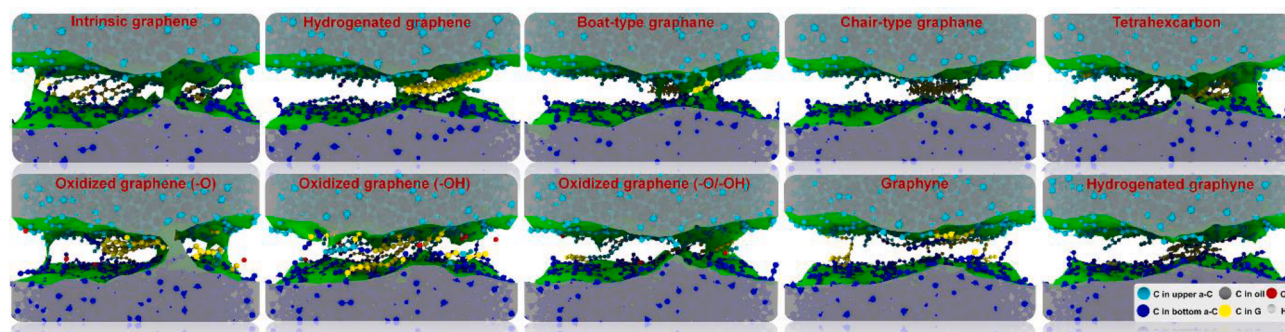 Intrinsic graphene
Hydrogenated graphene
Boat-type graphane
Chair-type graphane
Tetrahexcarbon
Oxidized graphene (-O)
Oxidized graphene (-OH)
Oxidized graphene (-O/-OH)
Graphyne
Hydrogenated graphyne
C in upper a-C
C in oil
C in bottom a-C
C in G